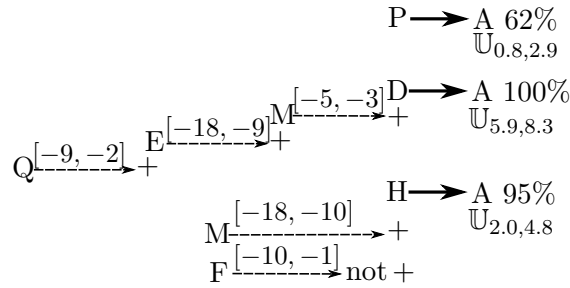 P A 62%
𝕌0.8,2.9
[−5, −3] D A 100%
[−18, −9] M + 𝕌5.9,8.3
[−9, −2] E +
Q +
H A 95%
[−18, −10] 𝕌2.0,4.8
M +
[−10, −1]
F not +